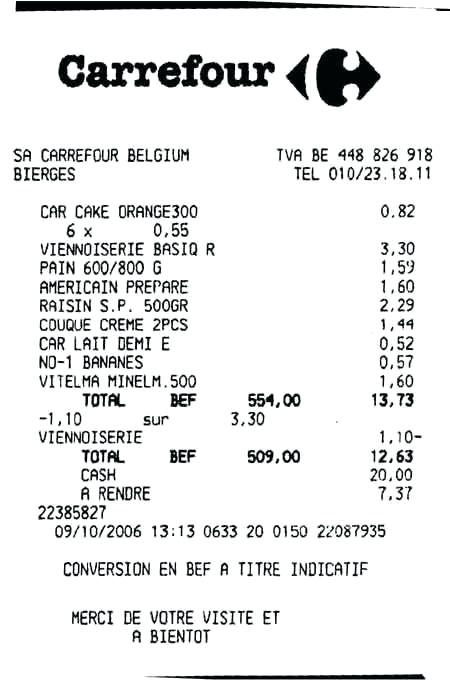 Carrefour
SA CARREFOUR BELGIUM TVA BE 448 826 918
BIERGES TEL 010/23.18.11
CAR CAKE ORANGE300 0,82
6 x 0,55
VIENNOISERIE BASIQ R 3,30
PAIN 600/800 G 1,59
AMERICAIN PREPARE 1,60
RAISIN S.P. 500GR 2,29
COUQUE CREME 2PCS 1,44
CAR LAIT DEMI E 0,52
NO-1 BANANES 0,57
VITELMA MINELM.500 1,60
TOTAL BEF 554,00 13,73
-1,10 sur 3,30
VIENNOISERIE 1,10-
TOTAL BEF 509,00 12,63
CASH 20,00
A RENDRE 7,37
22385827
09/10/2006 13:13 0633 20 0150 22087935
CONVERSION EN BEF A TITRE INDICATIF
MERCI DE VOTRE VISITE ET
A BIENTOT